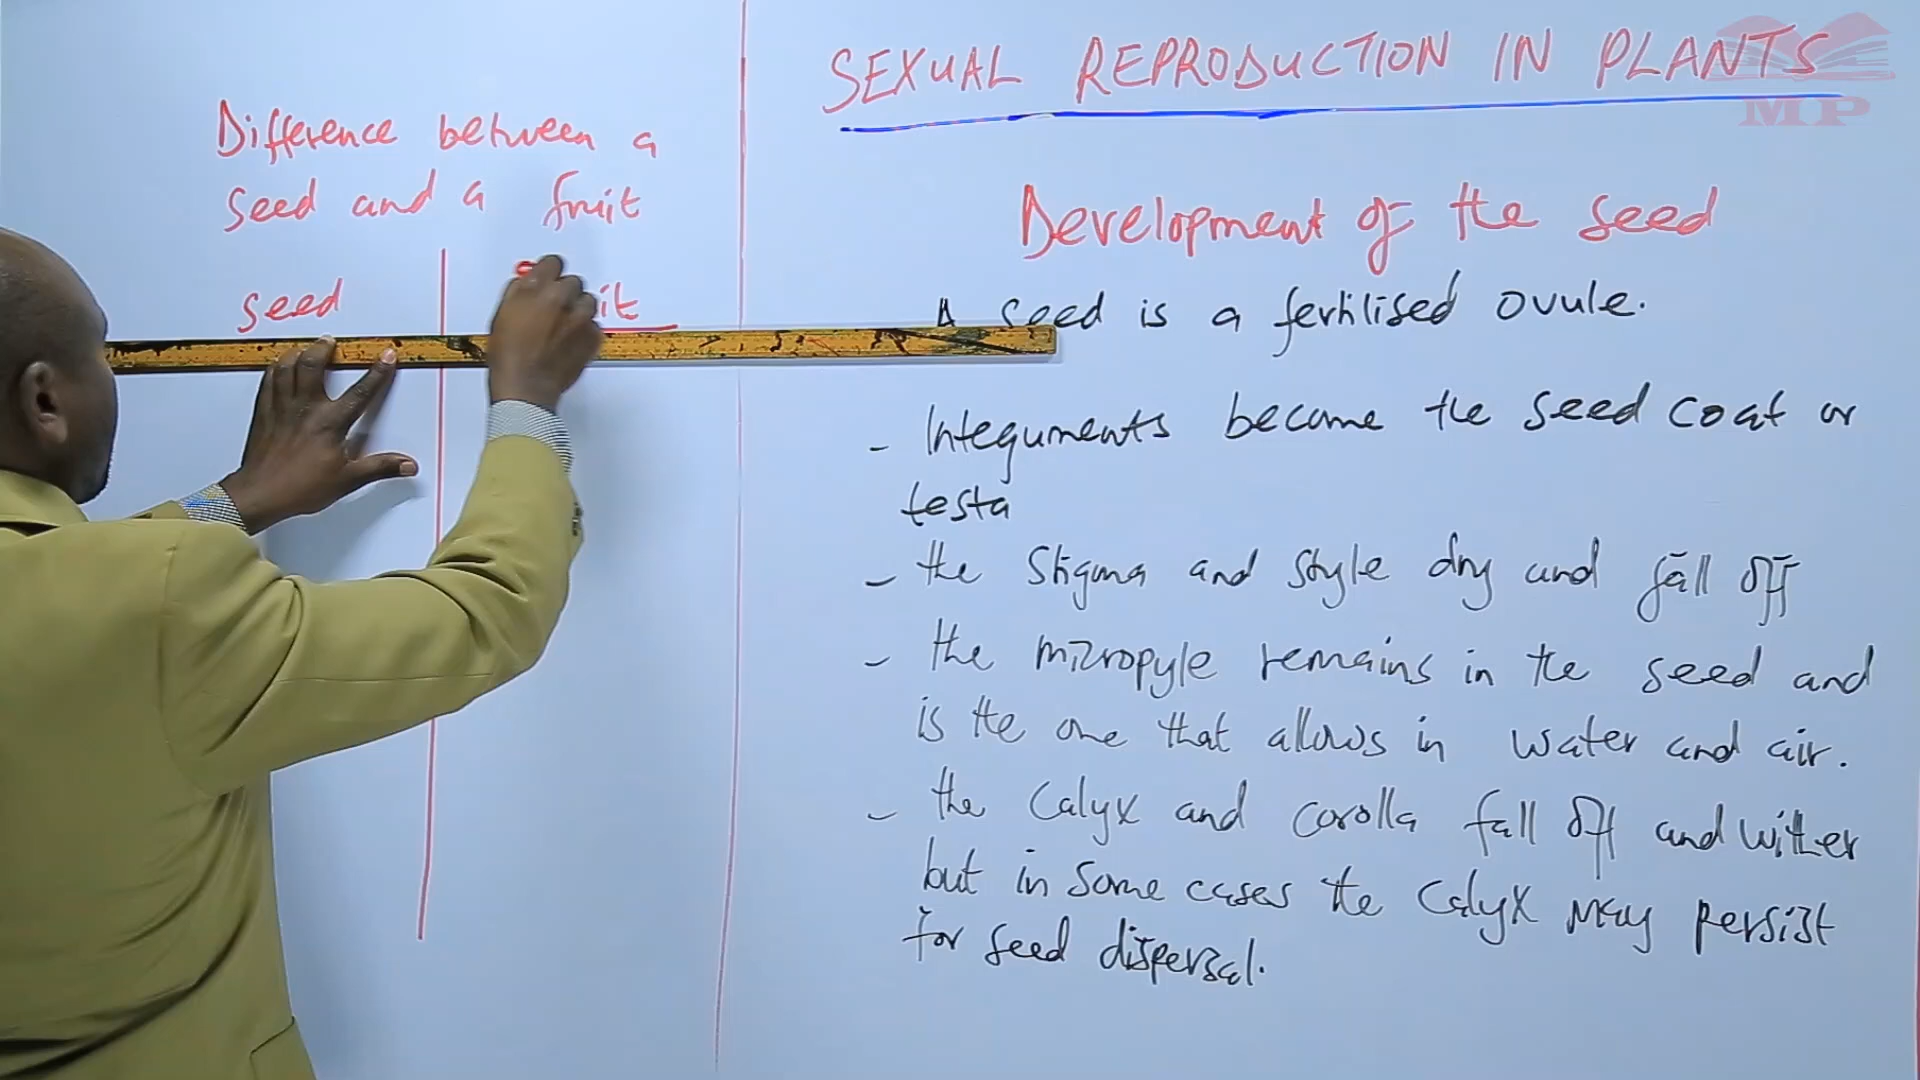 Difference between a
seed and a fruit
seed
SEXUAL REPRODUCTION IN PLANTS
MP
Development of the seed
A seed is a fertilised ovule.
- Integuments become the seed coat or
testa
- the Stigma and style dry and fall off
- the micropyle remains in the seed and
is the one that allows in water and air.
- the Calyx and corolla fall off and wither
but in some cases the Calyx may persist
for seed dispersal.